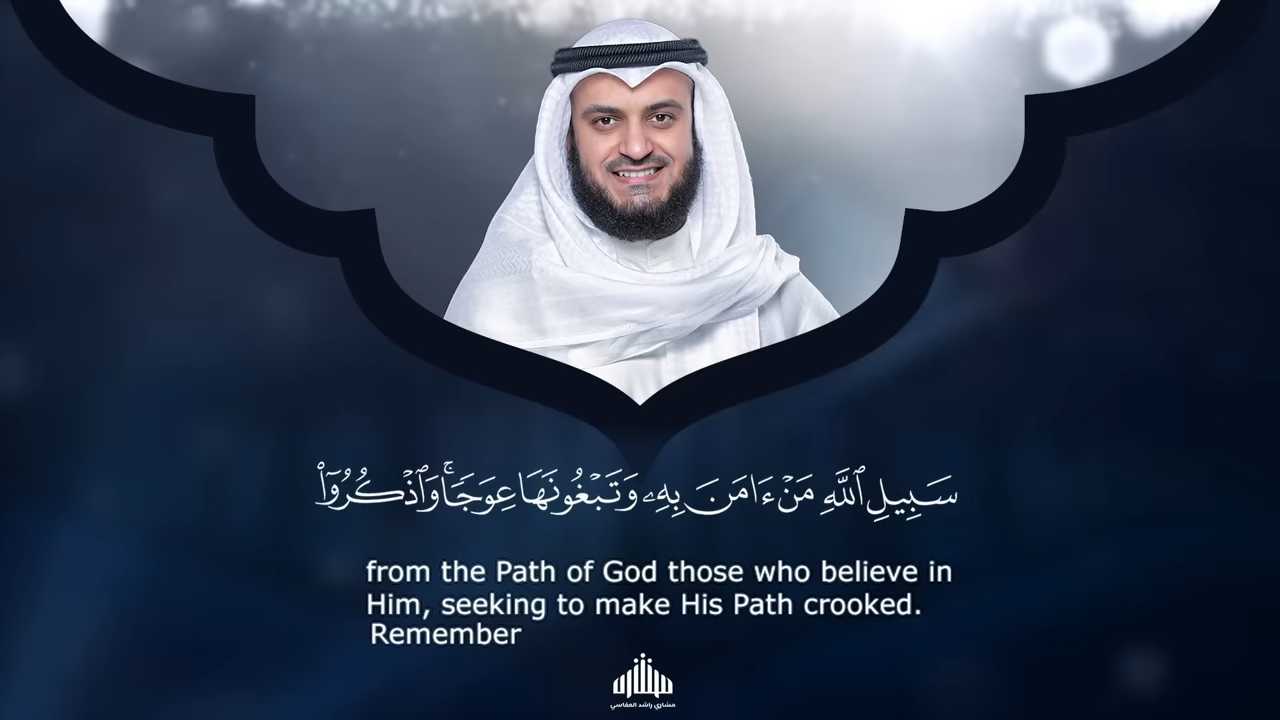 سَبِيلِ ٱللَّهِ مَنْ ءَامَنَ بِهِۦ وَتَبْغُونَهَا عِوَجًاۚ وَٱذْكُرُوٓا۟
from the Path of God those who believe in
Him, seeking to make His Path crooked.
Remember
مشاري راشد العفاسي